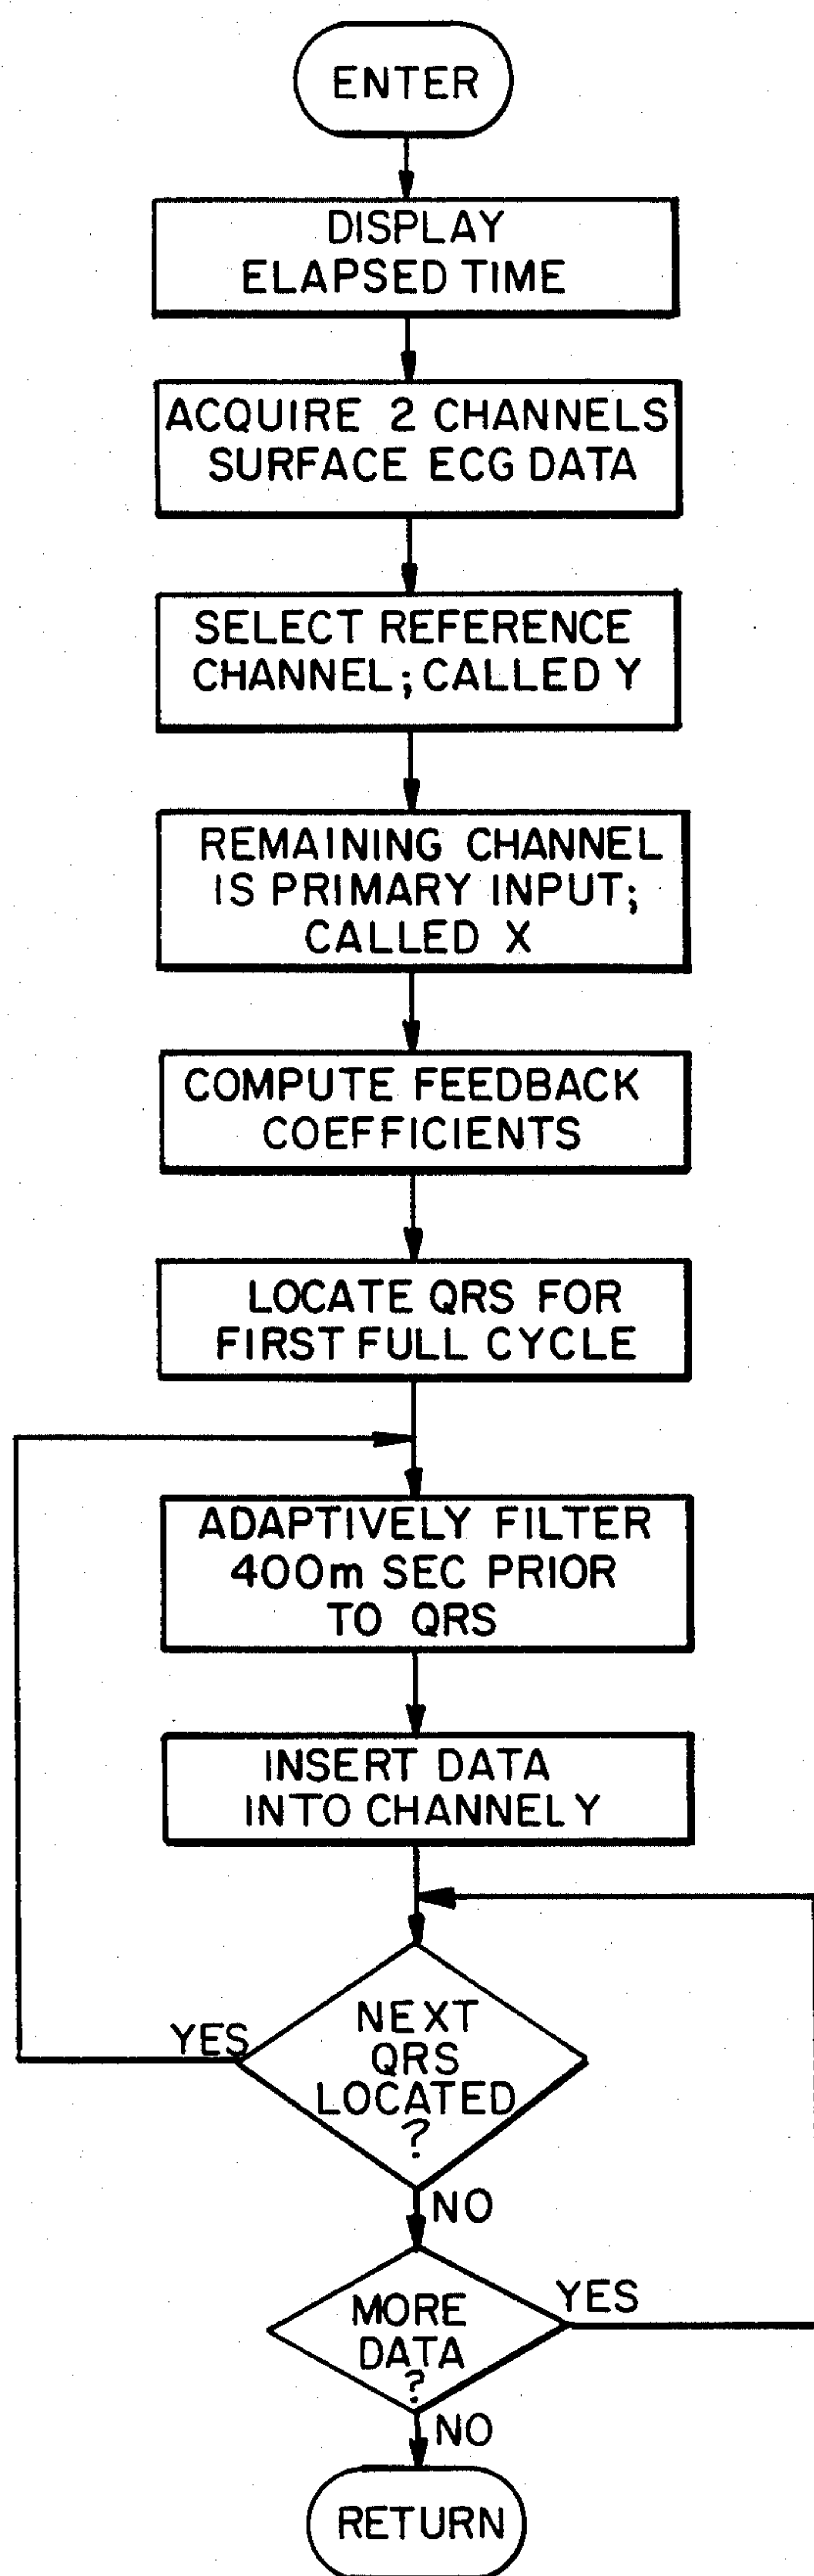 ENTER
DISPLAY
ELAPSED TIME
ACQUIRE 2 CHANNELS
SURFACE ECG DATA
SELECT REFERENCE
CHANNEL; CALLED Y
REMAINING CHANNEL
IS PRIMARY INPUT;
CALLED X
COMPUTE FEEDBACK
COEFFICIENTS
LOCATE QRS FOR
FIRST FULL CYCLE
ADAPTIVELY FILTER
400m SEC PRIOR
TO QRS
INSERT DATA
INTO CHANNEL Y
YES
NEXT
QRS
LOCATED
?
NO
MORE
DATA
?
YES
NO
RETURN